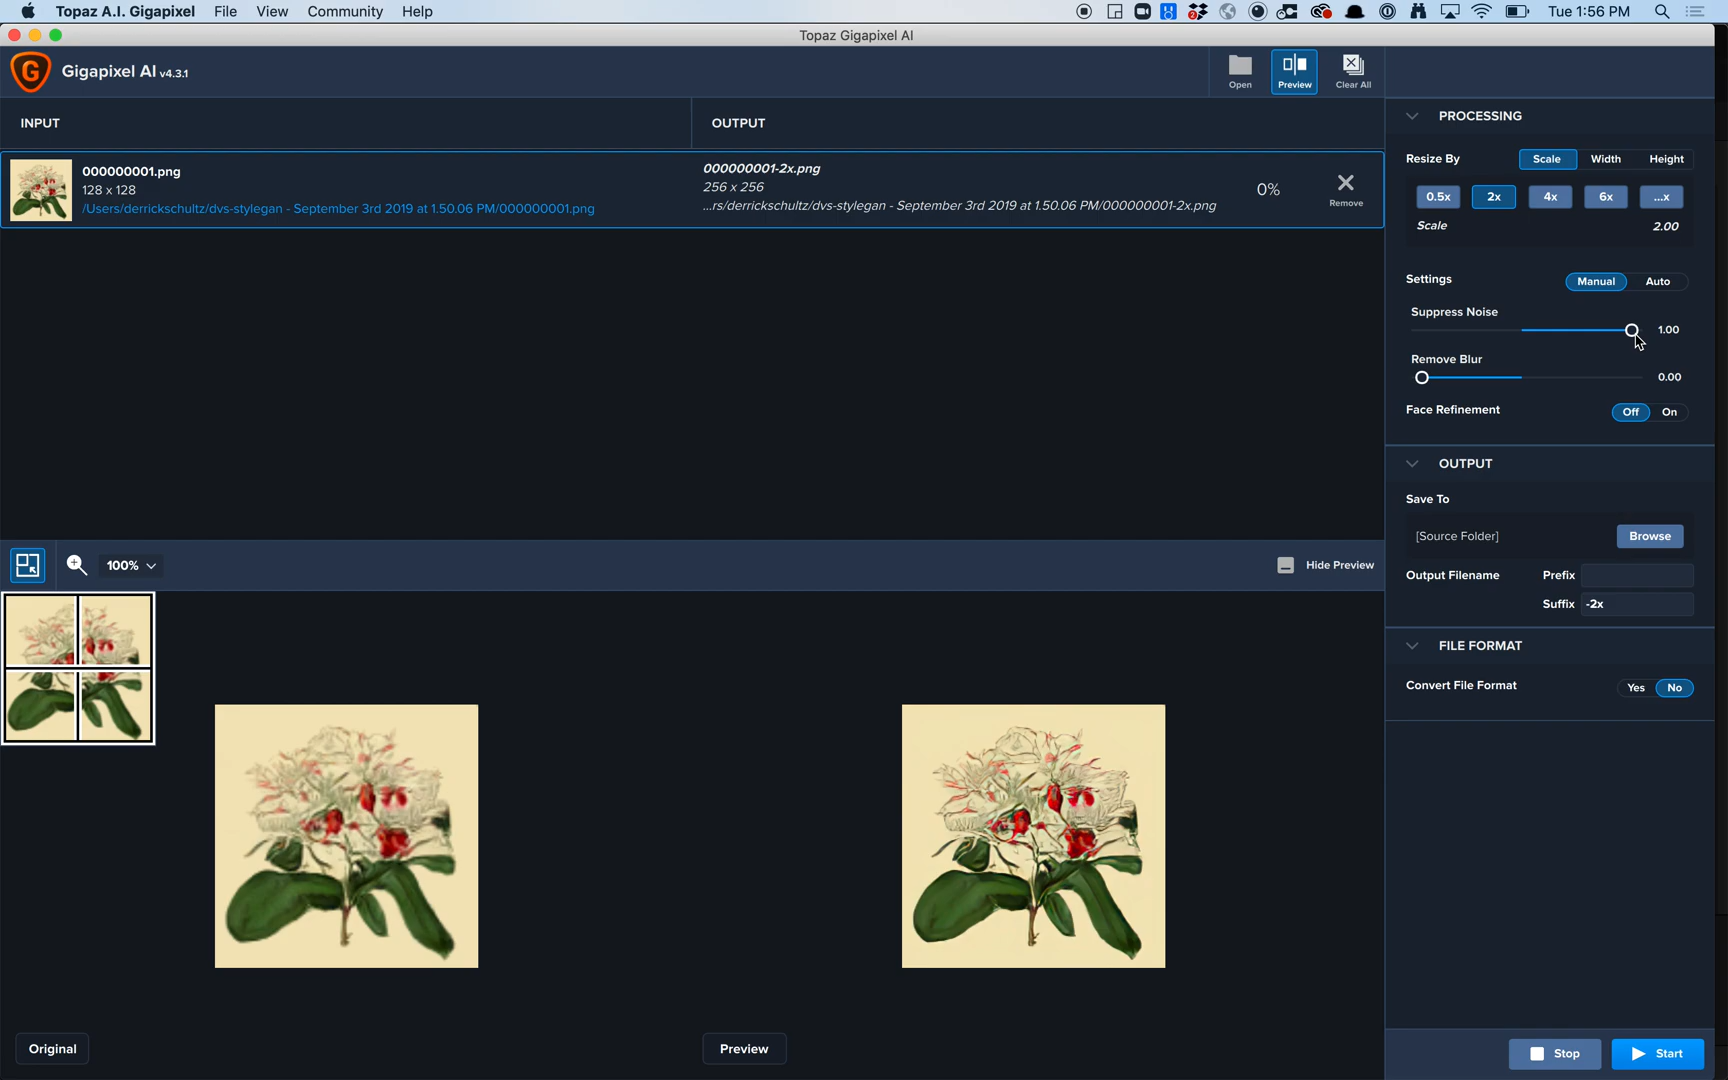 Topaz A.I. Gigapixel File View Community Help
2
Tue 1:56 PM
Topaz Gigapixel AI
G Gigapixel AI v4.3.1
Open Preview Clear All
INPUT
OUTPUT
000000001.png
128 x 128
/Users/derrickschultz/dvs-stylegan - September 3rd 2019 at 1.50.06 PM/000000001.png
000000001-2x.png
256 x 256
...rs/derrickschultz/dvs-stylegan - September 3rd 2019 at 1.50.06 PM/000000001-2x.png
0%
Remove
PROCESSING
Resize By Scale Width Height
0.5x 2x 4x 6x ...x
Scale 2.00
Settings Manual Auto
Suppress Noise
1.00
Remove Blur
0.00
Face Refinement Off On
OUTPUT
Save To
[Source Folder] Browse
Output Filename Prefix
Suffix -2x
FILE FORMAT
Convert File Format Yes No
100%
Hide Preview
Original
Preview
Stop Start